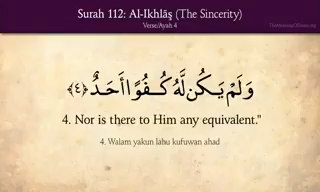 Surah 112: Al-Ikhlāş (The Sincerity)
Verse/Ayah 4
وَلَمْ يَكُن لَّهُ كُفُوًا أَحَدٌ ﴿٤﴾
4. Nor is there to Him any equivalent."
4. Walam yakun lahu kufuwan ahad